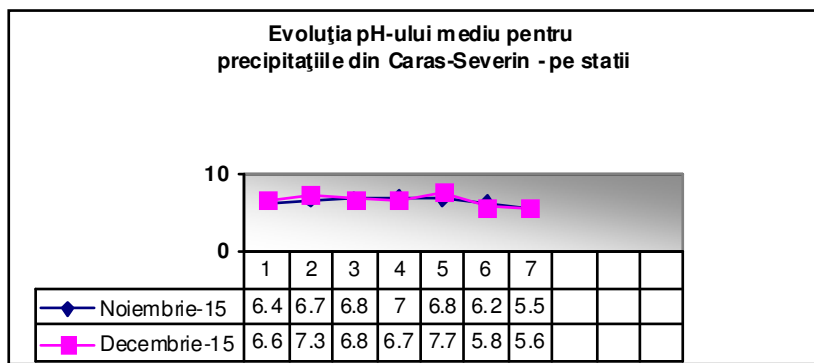 Evoluţia pH-ului mediu pentru
precipitaţiile din Caras-Severin - pe statii
10
0
1 2 3 4 5 6 7
Noiembrie-15 6.4 6.7 6.8 7 6.8 6.2 5.5
Decembrie-15 6.6 7.3 6.8 6.7 7.7 5.8 5.6